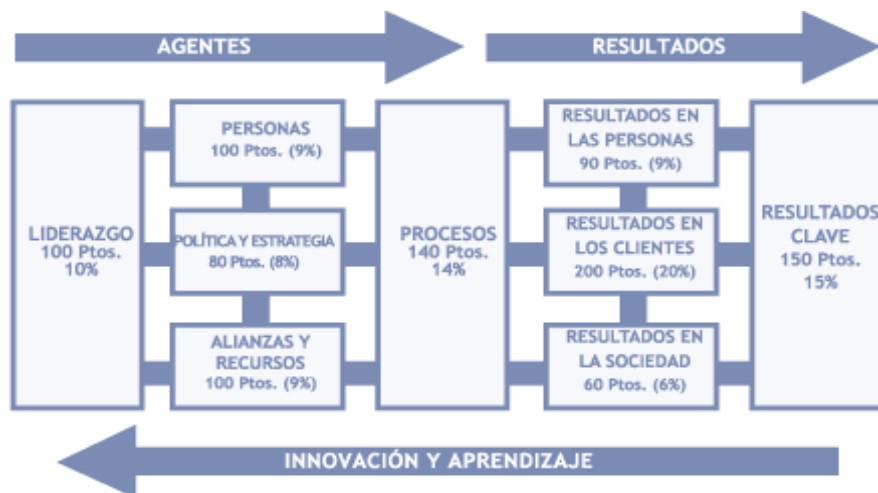 AGENTES
RESULTADOS
LIDERAZGO
100 Ptos.
10%
PERSONAS
100 Ptos. (9%)
POLÍTICA Y ESTRATEGIA
80 Ptos. (8%)
ALIANZAS Y
RECURSOS
100 Ptos. (9%)
PROCESOS
140 Ptos.
14%
RESULTADOS EN
LAS PERSONAS
90 Ptos. (9%)
RESULTADOS EN
LOS CLIENTES
200 Ptos. (20%)
RESULTADOS EN
LA SOCIEDAD
60 Ptos. (6%)
RESULTADOS
CLAVE
150 Ptos.
15%
INNOVACIÓN Y APRENDIZAJE